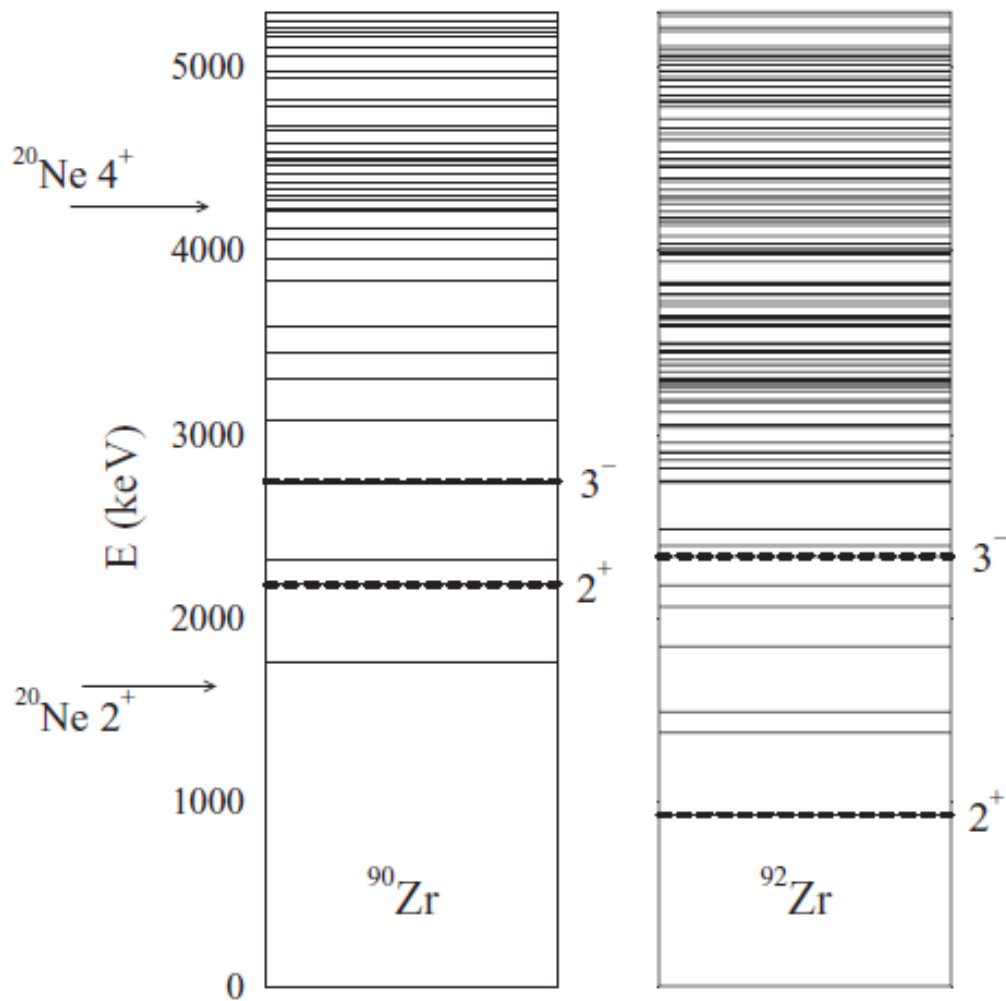 5000
²⁰Ne 4⁺
4000
E (keV)
3000
3⁻
3⁻
2⁺
2000
²⁰Ne 2⁺
1000
2⁺
⁹⁰Zr
⁹²Zr
0